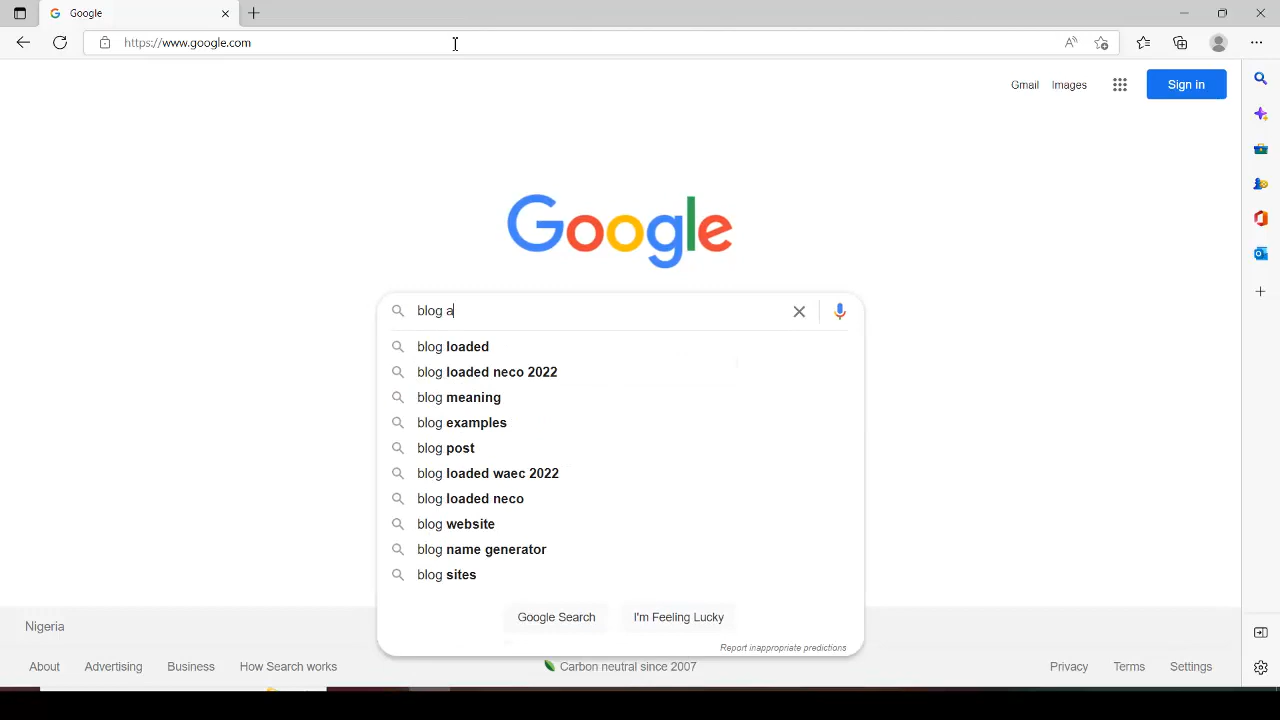 Google
https://www.google.com
Gmail Images Sign in
Google
blog a
blog loaded
blog loaded neco 2022
blog meaning
blog examples
blog post
blog loaded waec 2022
blog loaded neco
blog website
blog name generator
blog sites
Google Search I'm Feeling Lucky
Report inappropriate predictions
Nigeria
About Advertising Business How Search works Carbon neutral since 2007 Privacy Terms Settings